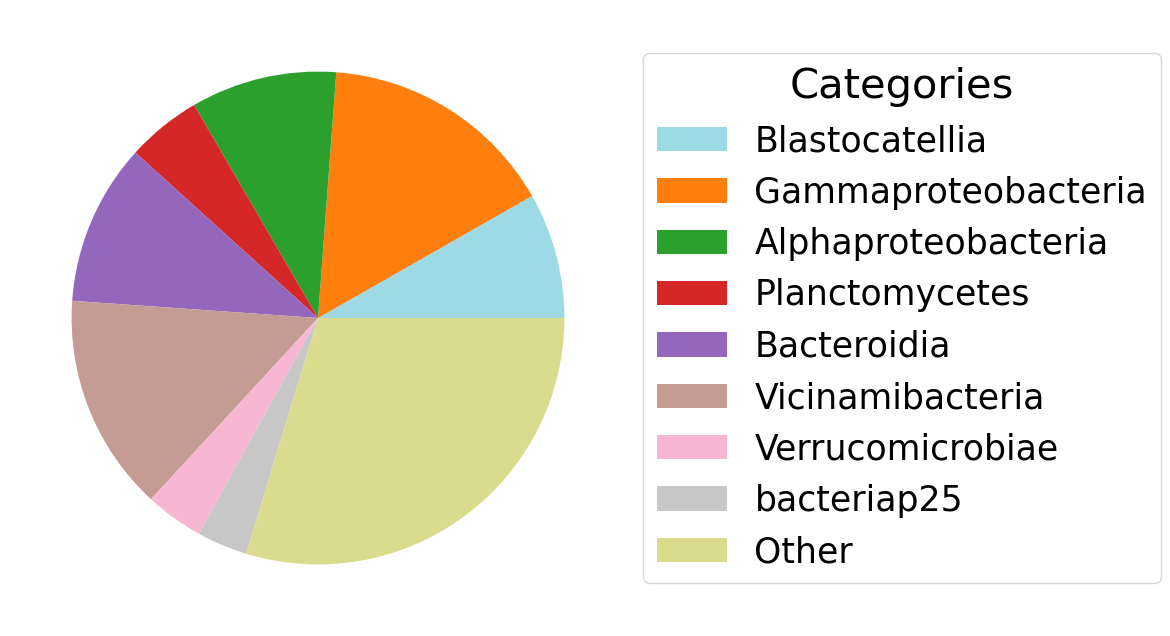 Categories
Blastocatellia
Gammaproteobacteria
Alphaproteobacteria
Planctomycetes
Bacteroidia
Vicinamibacteria
Verrucomicrobiae
bacteriap25
Other